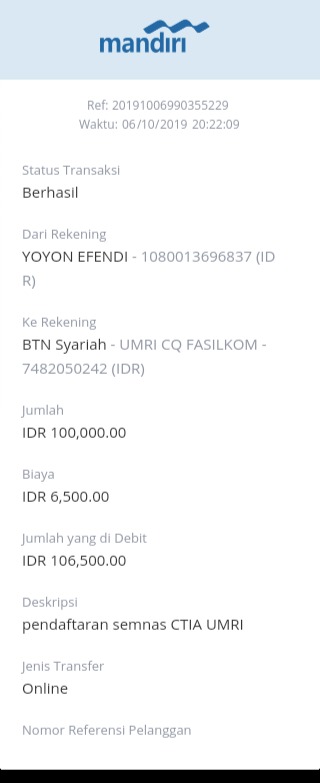 mandiri
Ref: 20191006990355229
Waktu: 06/10/2019 20:22:09
Status Transaksi
Berhasil
Dari Rekening
YOYON EFENDI - 1080013696837 (ID
R)
Ke Rekening
BTN Syariah - UMRI CQ FASILKOM -
7482050242 (IDR)
Jumlah
IDR 100,000.00
Biaya
IDR 6,500.00
Jumlah yang di Debit
IDR 106,500.00
Deskripsi
pendaftaran semnas CTIA UMRI
Jenis Transfer
Online
Nomor Referensi Pelanggan